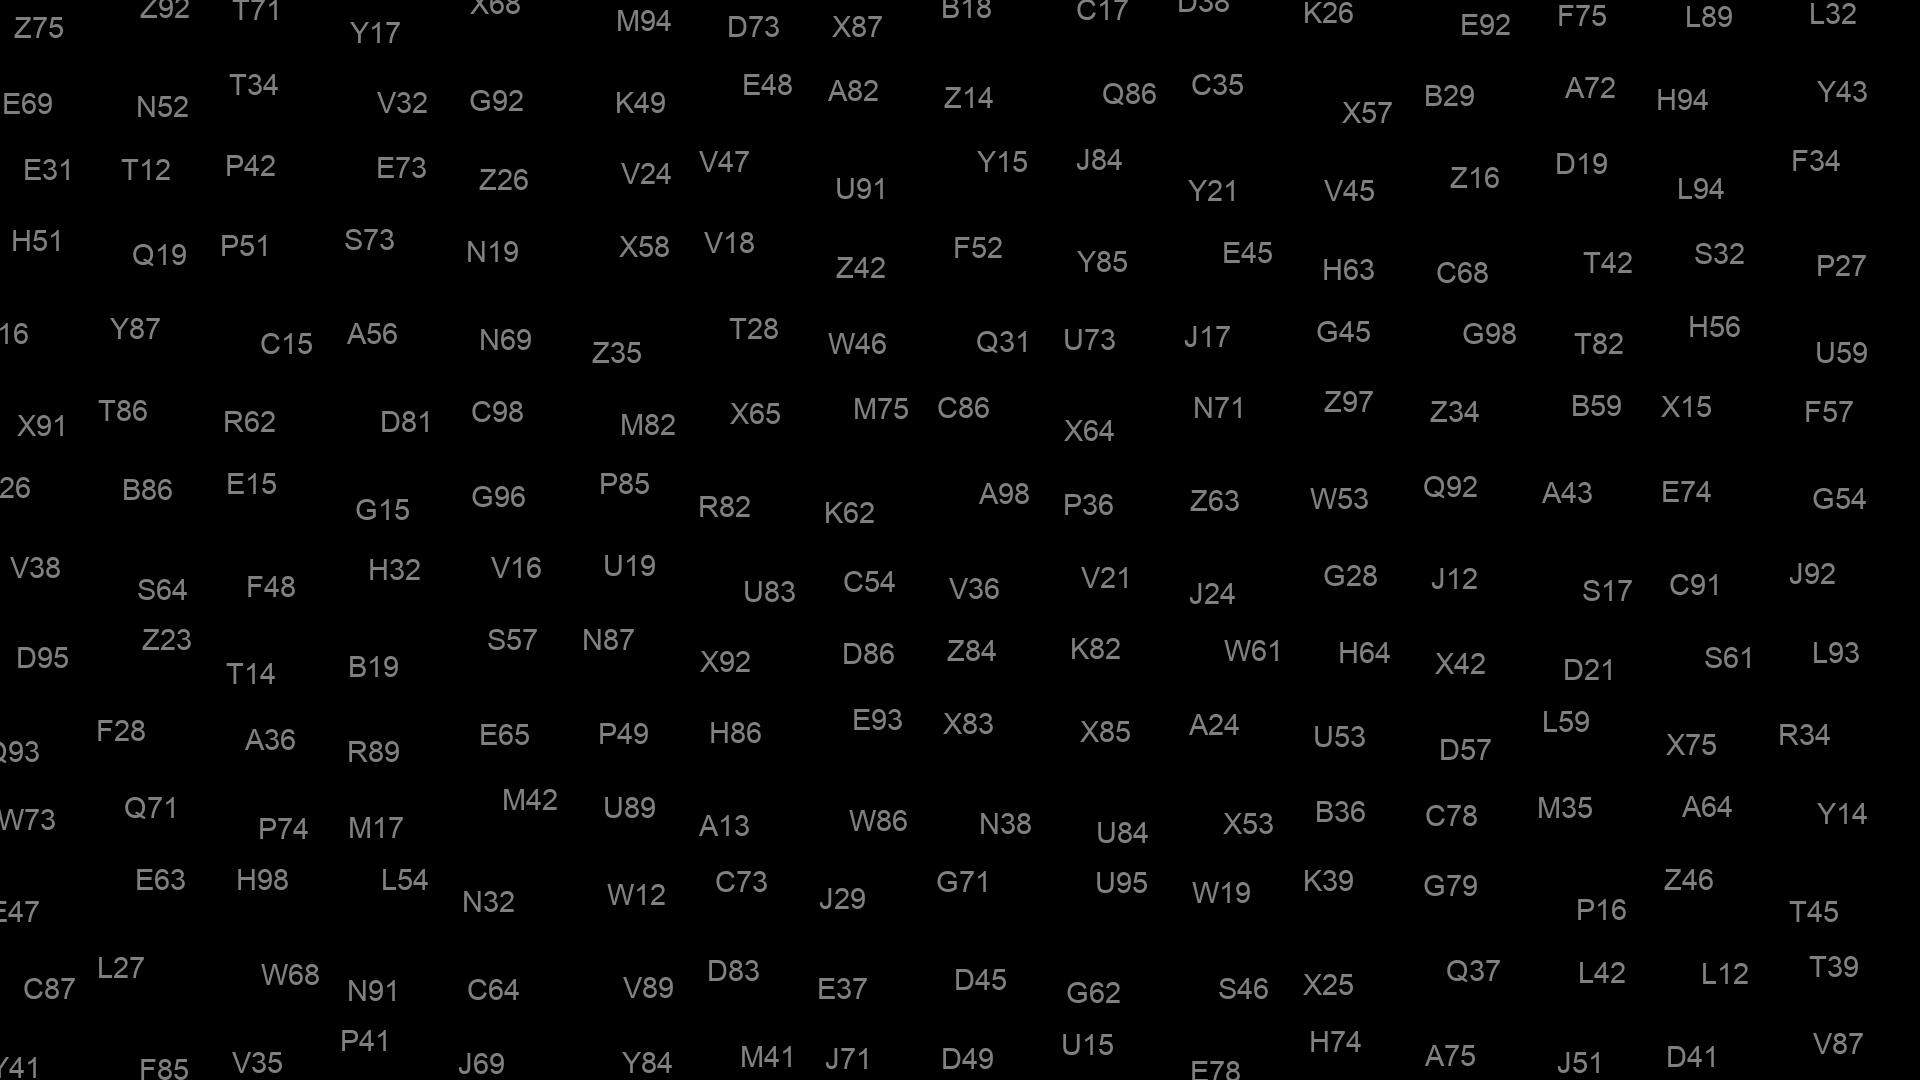 Z75 Z92 T71 Y17 X68 M94 D73 X87 B18 C17 D38 K26 E92 F75 L89 L32
E69 N52 T34 V32 G92 K49 E48 A82 Z14 Q86 C35 X57 B29 A72 H94 Y43
E31 T12 P42 E73 Z26 V24 V47 U91 Y15 J84 Y21 V45 Z16 D19 L94 F34
H51 Q19 P51 S73 N19 X58 V18 Z42 F52 Y85 E45 H63 C68 T42 S32 P27
16 Y87 C15 A56 N69 Z35 T28 W46 Q31 U73 J17 G45 G98 T82 H56 U59
X91 T86 R62 D81 C98 M82 X65 M75 C86 X64 N71 Z97 Z34 B59 X15 F57
26 B86 E15 G15 G96 P85 R82 K62 A98 P36 Z63 W53 Q92 A43 E74 G54
V38 S64 F48 H32 V16 U19 U83 C54 V36 V21 J24 G28 J12 S17 C91 J92
D95 Z23 T14 B19 S57 N87 X92 D86 Z84 K82 W61 H64 X42 D21 S61 L93
Q93 F28 A36 R89 E65 P49 H86 E93 X83 X85 A24 U53 D57 L59 X75 R34
W73 Q71 P74 M17 M42 U89 A13 W86 N38 U84 X53 B36 C78 M35 A64 Y14
E47 E63 H98 L54 N32 W12 C73 J29 G71 U95 W19 K39 G79 P16 Z46 T45
C87 L27 W68 N91 C64 V89 D83 E37 D45 G62 S46 X25 Q37 L42 L12 T39
Y41 F85 V35 P41 J69 Y84 M41 J71 D49 U15 E78 H74 A75 J51 D41 V87